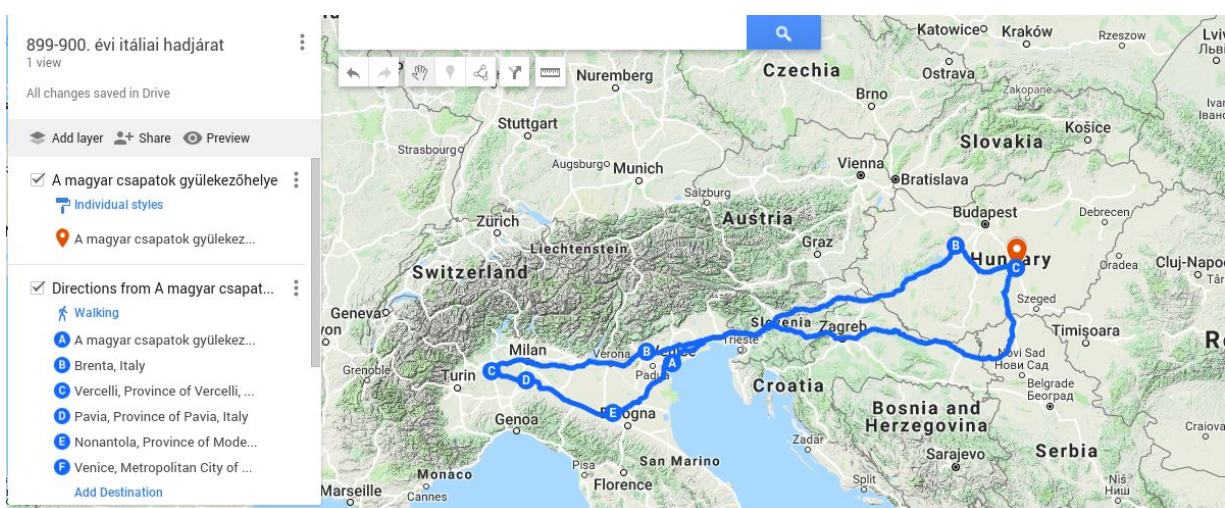 899-900. évi itáliai hadjárat
1 view
All changes saved in Drive
Add layer Share Preview
A magyar csapatok gyülekezőhelye
Individual styles
A magyar csapatok gyülekez...
Directions from A magyar csapat...
Walking
A A magyar csapatok gyülekez...
B Brenta, Italy
C Vercelli, Province of Vercelli, ...
D Pavia, Province of Pavia, Italy
E Nonantola, Province of Mode...
F Venice, Metropolitan City of ...
Add Destination
Katowice Kraków Rzeszow Lviv
Льві
Nuremberg Czechia Ostrava
Brno Zakopane
Stuttgart Slovakia Košice
Strasbourg Augsburg Munich Vienna
Bratislava
Salzburg
Zürich Austria Budapest Debrecen
Liechtenstein Graz B
Hungary Oradea Cluj-Napo
Switzerland C
Szeged
Geneva Slovenia Zagreb Timișoara
Milan Verona B Venice Trieste Novi Sad
Нови Сад
Grenoble Turin C D Padua A Croatia Belgrade
Београд
Genoa E Bologna Bosnia and
Herzegovina
Craiova
Zadar Sarajevo Serbia
Pisa San Marino
Monaco Florence Split Niš
Ниш
Marseille Cannes